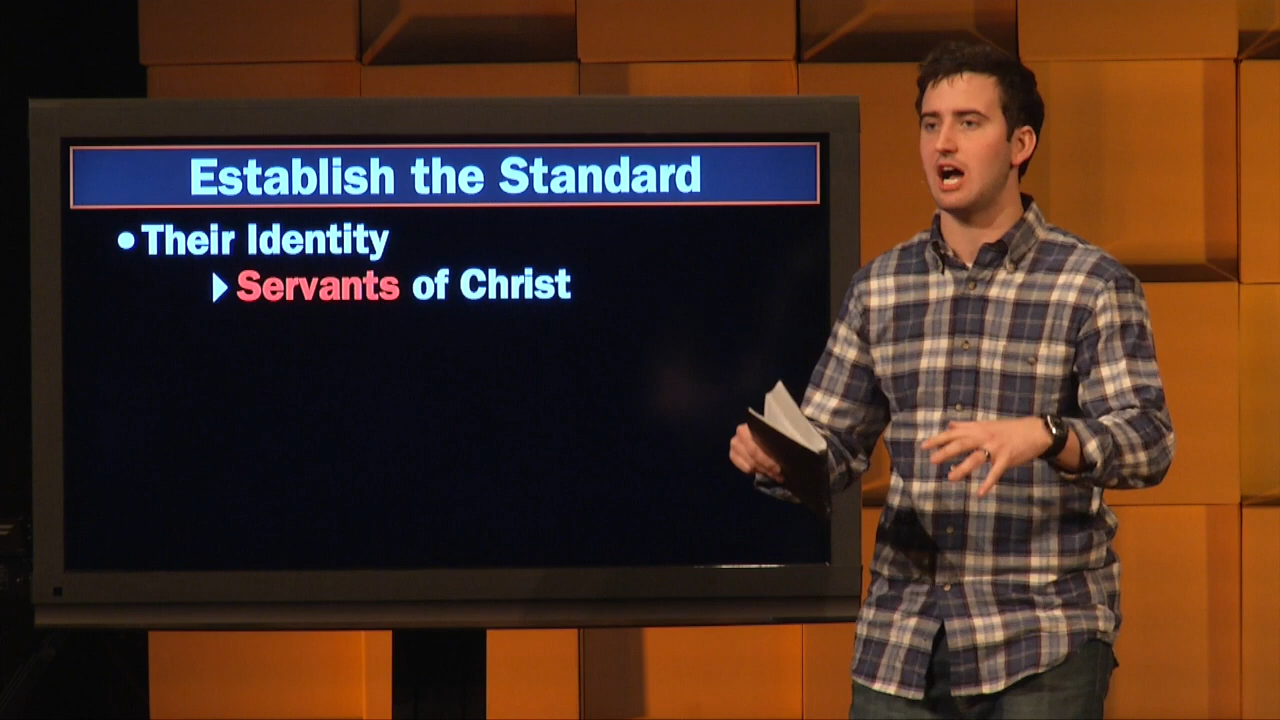 Establish the Standard
• Their Identity
▸ Servants of Christ